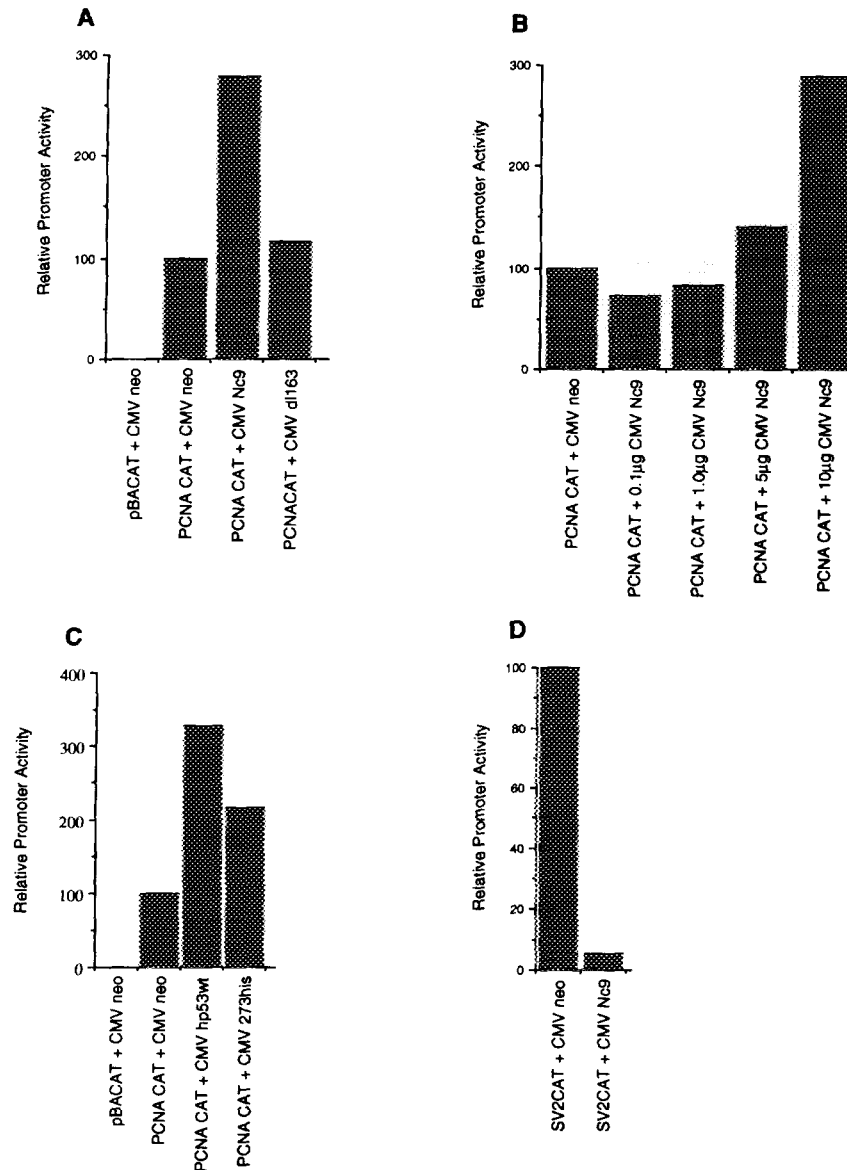 A
Relative Promoter Activity
300
200
100
0
pBACAT + CMV neo
PCNA CAT + CMV neo
PCNA CAT + CMV Nc9
PCNACAT + CMV dl163
B
Relative Promoter Activity
300
200
100
0
PCNA CAT + CMV neo
PCNA CAT + 0.1µg CMV Nc9
PCNA CAT + 1.0µg CMV Nc9
PCNA CAT + 5µg CMV Nc9
PCNA CAT + 10µg CMV Nc9
C
Relative Promoter Activity
400
300
200
100
0
pBACAT + CMV neo
PCNA CAT + CMV neo
PCNA CAT + CMV hp53wt
PCNA CAT + CMV 273his
D
Relative Promoter Activity
100
80
60
40
20
0
SV2CAT + CMV neo
SV2CAT + CMV Nc9